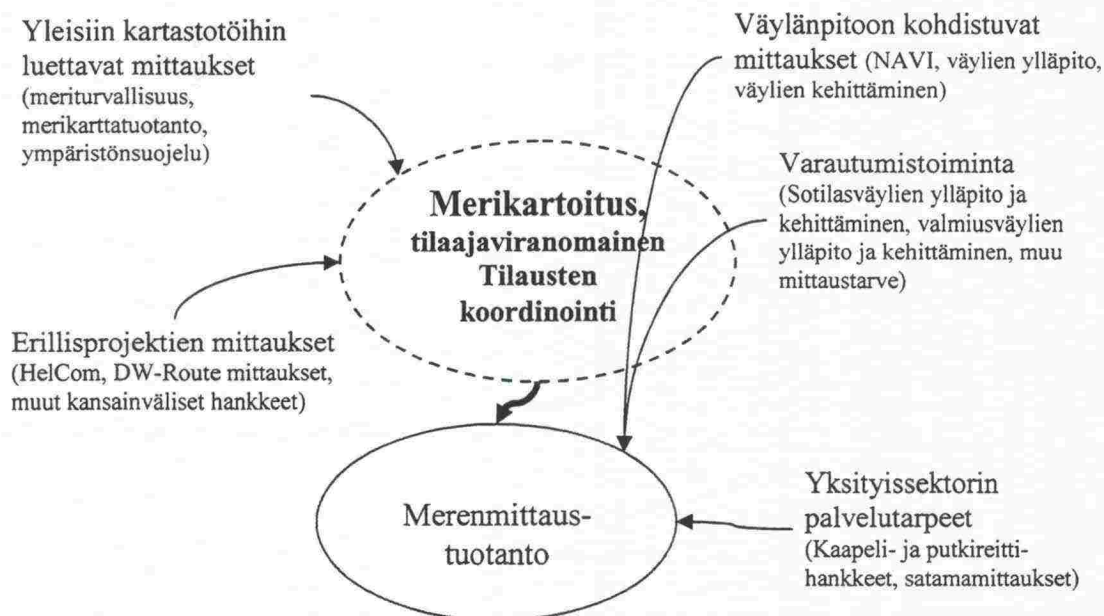 Yleisiin kartastotöihin
luettavat mittaukset
(meriturvallisuus,
merikarttatuotanto,
ympäristönsuojelu)
Väylänpitoon kohdistuvat
mittaukset (NAVI, väylien ylläpito,
väylien kehittäminen)
Varautumistoiminta
(Sotilasväylien ylläpito ja
kehittäminen, valmiusväylien
ylläpito ja kehittäminen, muu
mittaustarve)
Merikartoitus,
tilaajaviranomainen
Tilausten
koordinointi
Erillisprojektien mittaukset
(HelCom, DW-Route mittaukset,
muut kansainväliset hankkeet)
Merenmittaus-
tuotanto
Yksityissektorin
palvelutarpeet
(Kaapeli- ja putkireitti-
hankkeet, satamamittaukset)